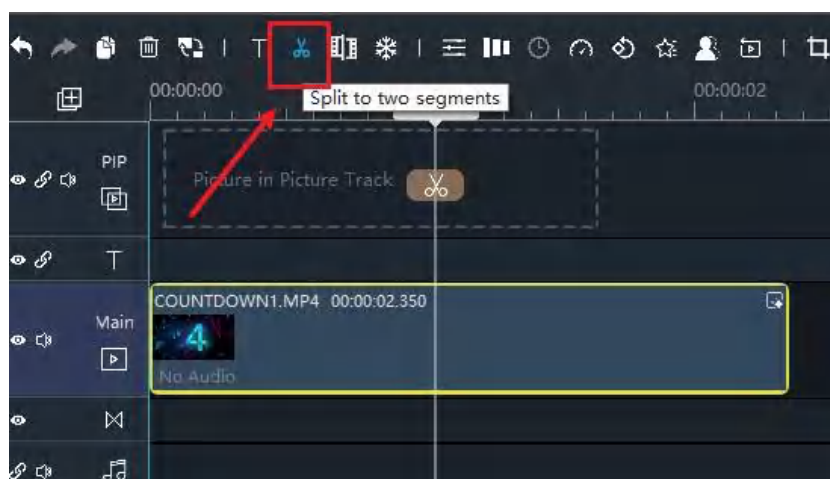 00:00:00
Split to two segments
00:00:02
PIP
Picture in Picture Track
COUNTDOWN1.MP4 00:00:02.350
Main
4
No Audio